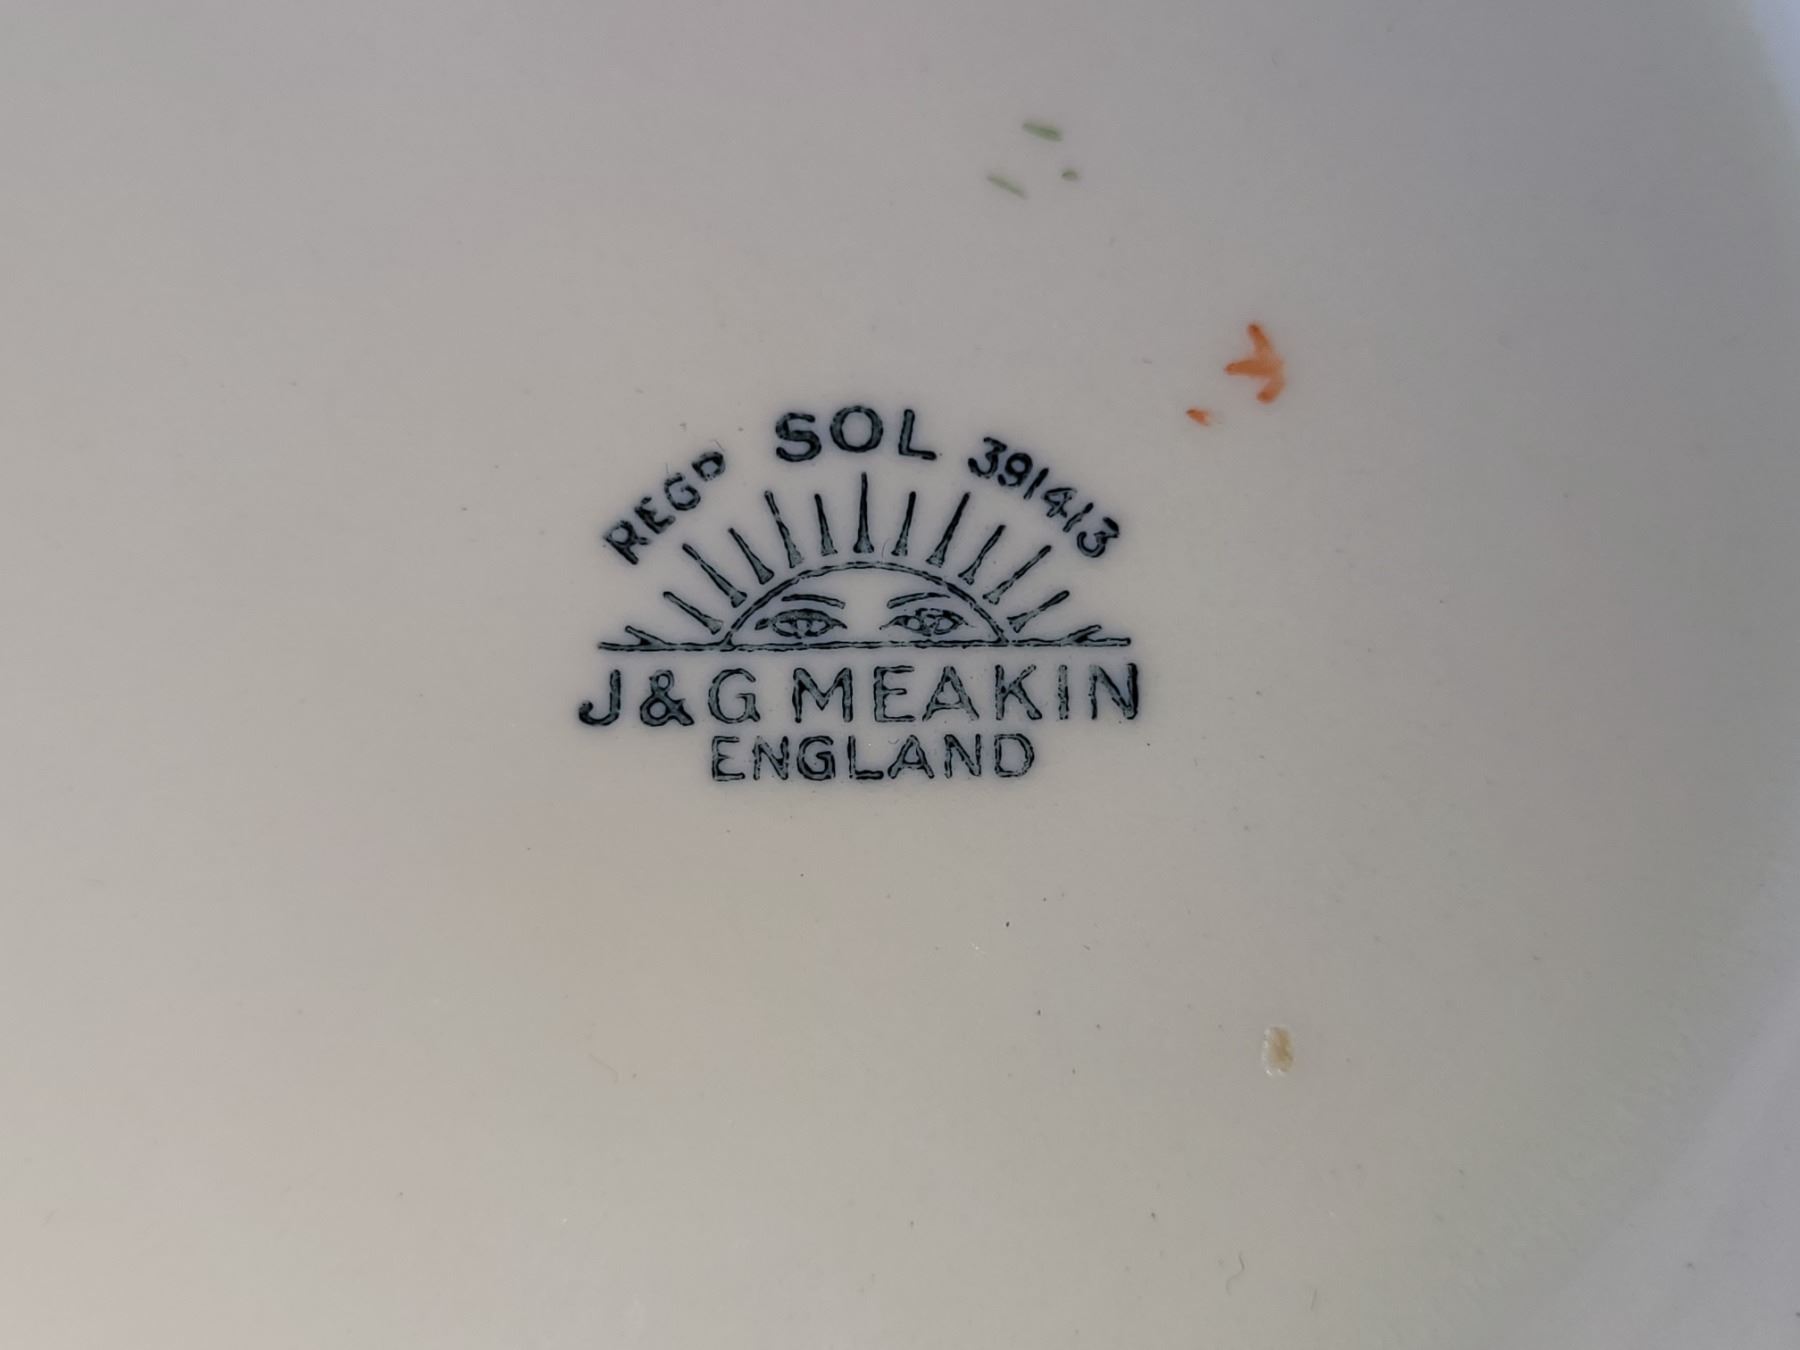 REGD SOL 391413
J&G MEAKIN
ENGLAND